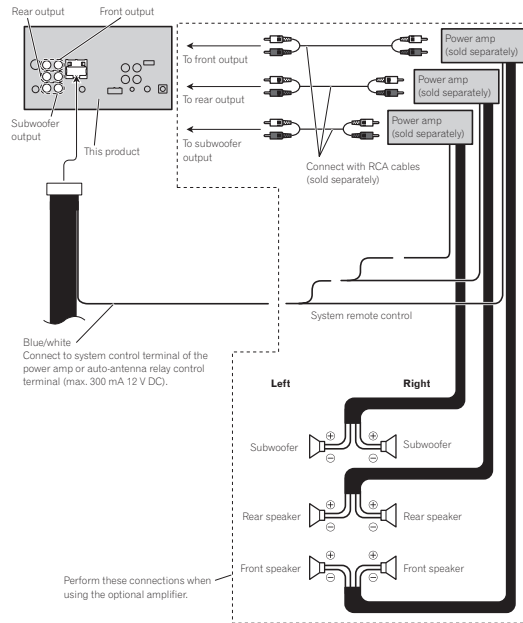 Rear output
Front output
Subwoofer
output
This product
To front output
To rear output
To subwoofer
output
Power amp
(sold separately)
Power amp
(sold separately)
Power amp
(sold separately)
Connect with RCA cables
(sold separately)
System remote control
Blue/white
Connect to system control terminal of the
power amp or auto-antenna relay control
terminal (max. 300 mA 12 V DC).
Left
Right
Subwoofer
+
−
+
−
Subwoofer
Rear speaker
+
−
+
−
Rear speaker
Front speaker
+
−
+
−
Front speaker
Perform these connections when
using the optional amplifier.